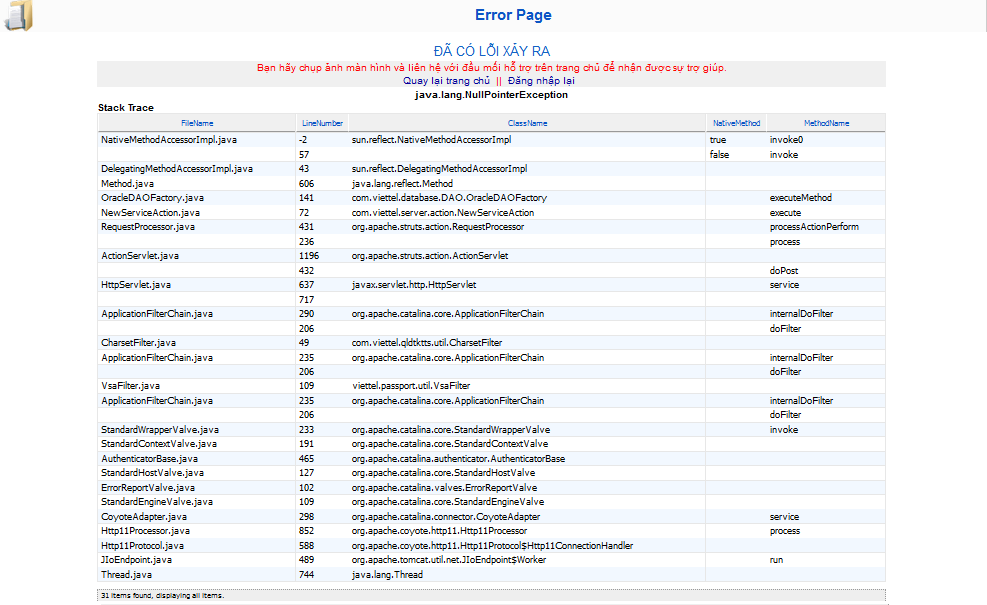 Error Page
ĐÃ CÓ LỖI XẢY RA
Bạn hãy chụp ảnh màn hình và liên hệ với đầu mối hỗ trợ trên trang chủ để nhận được sự trợ giúp.
Quay lại trang chủ || Đăng nhập lại
java.lang.NullPointerException
Stack Trace
FileName LineNumber ClassName NativeMethod MethodName
NativeMethodAccessorImpl.java -2 sun.reflect.NativeMethodAccessorImpl true invoke0
57 false invoke
DelegatingMethodAccessorImpl.java 43 sun.reflect.DelegatingMethodAccessorImpl
Method.java 606 java.lang.reflect.Method
OracleDAOFactory.java 141 com.viettel.database.DAO.OracleDAOFactory executeMethod
NewServiceAction.java 72 com.viettel.server.action.NewServiceAction execute
RequestProcessor.java 431 org.apache.struts.action.RequestProcessor processActionPerform
236 process
ActionServlet.java 1196 org.apache.struts.action.ActionServlet
432 doPost
HttpServlet.java 637 javax.servlet.http.HttpServlet service
717
ApplicationFilterChain.java 290 org.apache.catalina.core.ApplicationFilterChain internalDoFilter
206 doFilter
CharsetFilter.java 49 com.viettel.qldtktts.util.CharsetFilter
ApplicationFilterChain.java 235 org.apache.catalina.core.ApplicationFilterChain internalDoFilter
206 doFilter
VsaFilter.java 109 viettel.passport.util.VsaFilter
ApplicationFilterChain.java 235 org.apache.catalina.core.ApplicationFilterChain internalDoFilter
206 doFilter
StandardWrapperValve.java 233 org.apache.catalina.core.StandardWrapperValve invoke
StandardContextValve.java 191 org.apache.catalina.core.StandardContextValve
AuthenticatorBase.java 465 org.apache.catalina.authenticator.AuthenticatorBase
StandardHostValve.java 127 org.apache.catalina.core.StandardHostValve
ErrorReportValve.java 102 org.apache.catalina.valves.ErrorReportValve
StandardEngineValve.java 109 org.apache.catalina.core.StandardEngineValve
CoyoteAdapter.java 298 org.apache.catalina.connector.CoyoteAdapter service
Http11Processor.java 852 org.apache.coyote.http11.Http11Processor process
Http11Protocol.java 588 org.apache.coyote.http11.Http11Protocol$Http11ConnectionHandler
JIoEndpoint.java 489 org.apache.tomcat.util.net.JIoEndpoint$Worker run
Thread.java 744 java.lang.Thread
31 items found, displaying all items.